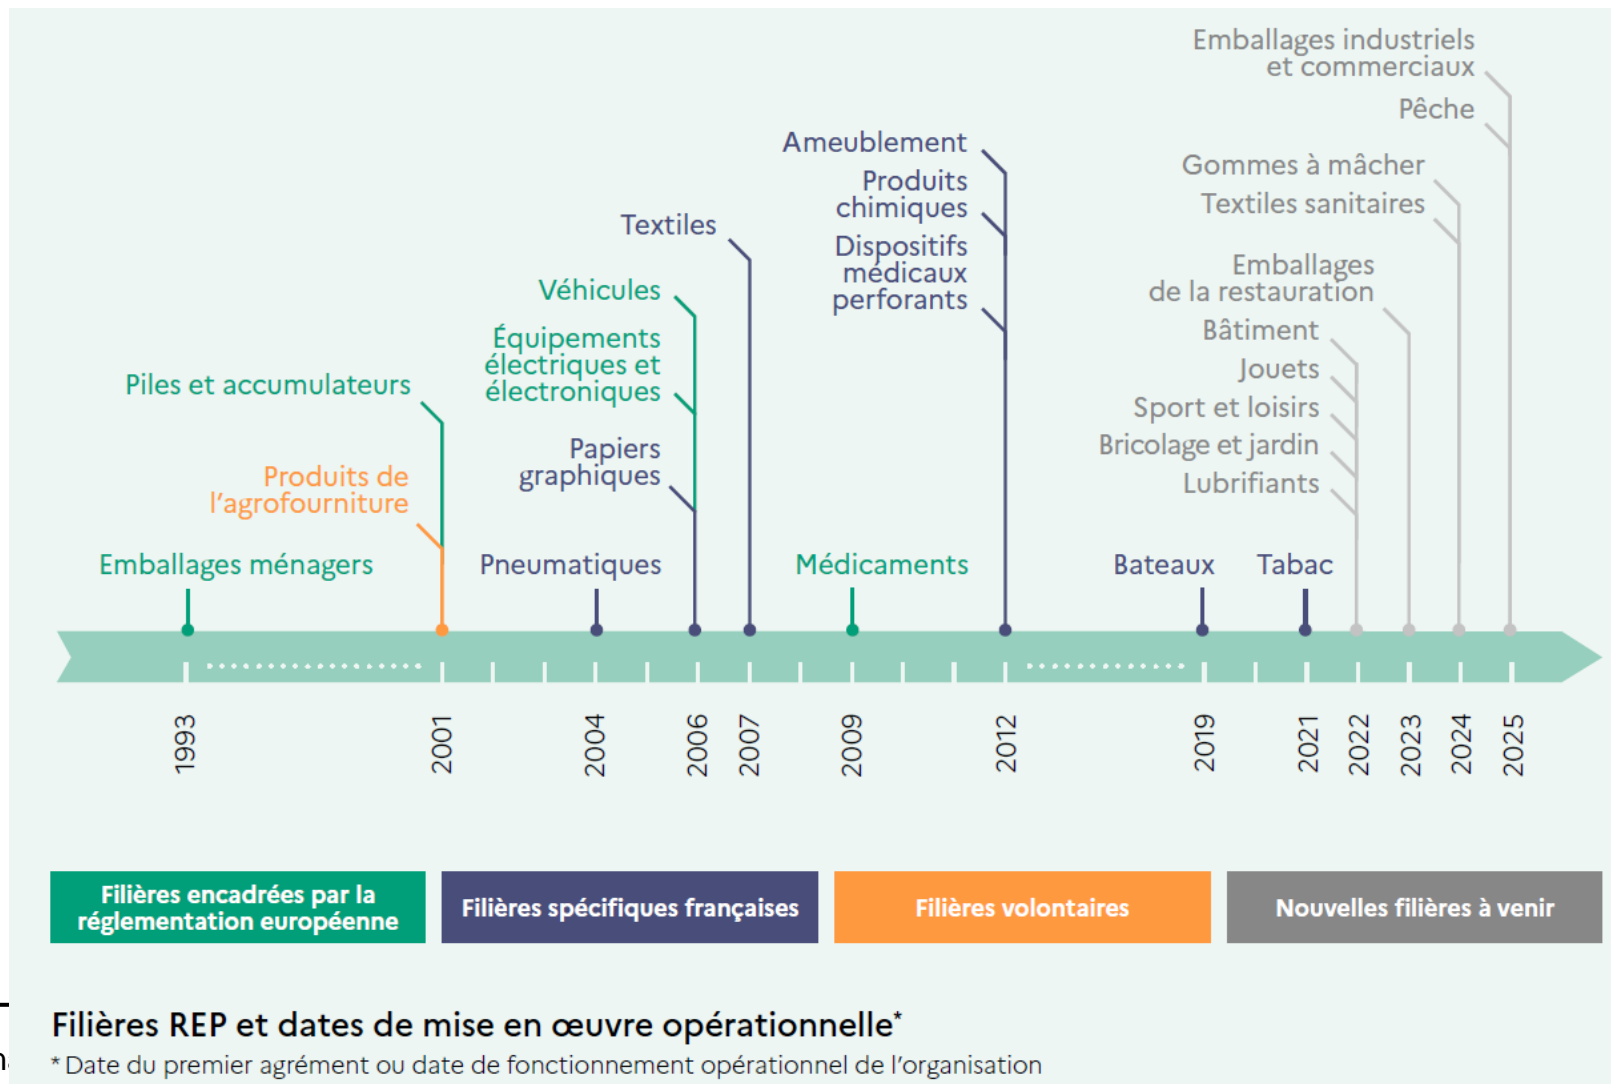 Emballages industriels
et commerciaux
Pêche
Ameublement
Gommes à mâcher
Produits
chimiques
Textiles sanitaires
Textiles
Dispositifs
médicaux
perforants
Emballages
de la restauration
Véhicules
Bâtiment
Équipements
électriques et
électroniques
Jouets
Piles et accumulateurs
Sport et loisirs
Papiers
graphiques
Bricolage et jardin
Produits de
l'agrofourniture
Lubrifiants
Emballages ménagers
Pneumatiques
Médicaments
Bateaux
Tabac
1993
2001
2004
2006
2007
2009
2012
2019
2021
2022
2023
2024
2025
Filières encadrées par la
réglementation européenne
Filières spécifiques françaises
Filières volontaires
Nouvelles filières à venir
Filières REP et dates de mise en œuvre opérationnelle*
* Date du premier agrément ou date de fonctionnement opérationnel de l'organisation